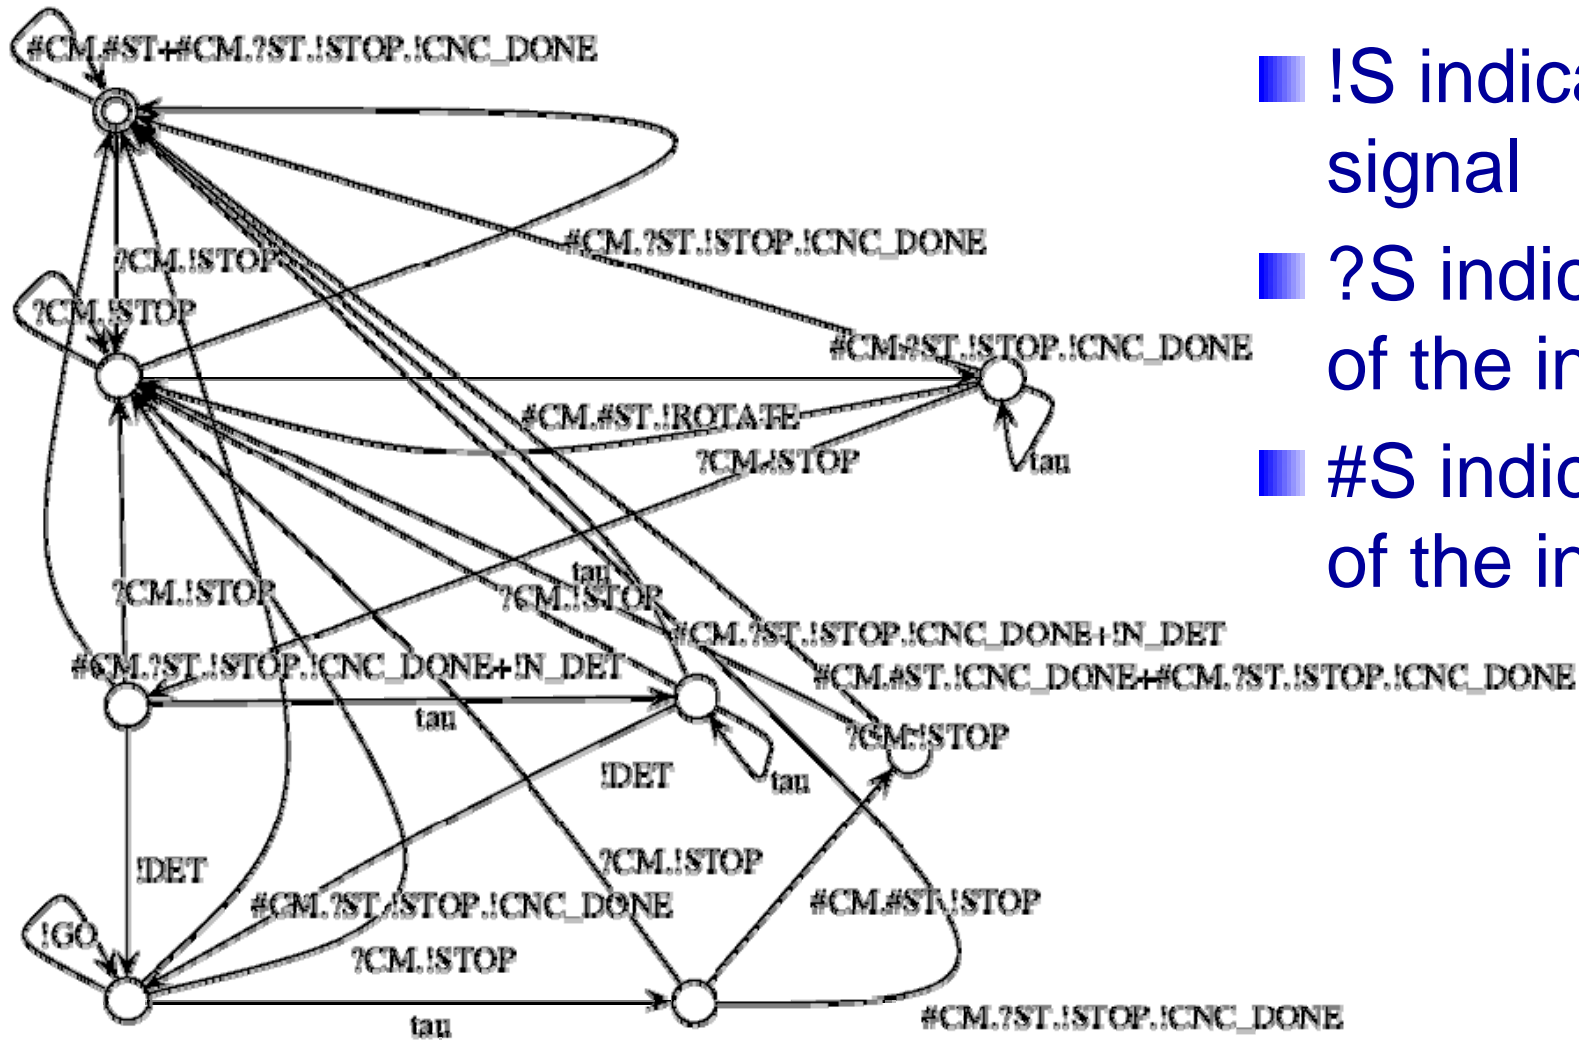 #CM.#ST+#CM.?ST.!STOP.!CNC_DONE
?CM.!STOP
?CM.!STOP
#CM.?ST.!STOP.!CNC_DONE
#CM.?ST.!STOP.!CNC_DONE
#CM.#ST.!ROTATE
?CM.!STOP
tau
tau
?CM.!STOP
?CM.!STOP
#CM.?ST.!STOP.!CNC_DONE+!N_DET
#CM.?ST.!STOP.!CNC_DONE+!N_DET
#CM.#ST.!CNC_DONE+#CM.?ST.!STOP.!CNC_DONE
tau
?CM.!STOP
!DET
tau
!DET
?CM.!STOP
#CM.?ST.!STOP.!CNC_DONE
#CM.#ST.!STOP
!GO
?CM.!STOP
tau
#CM.?ST.!STOP.!CNC_DONE
!S indica
signal
?S indic
of the in
#S indic
of the in